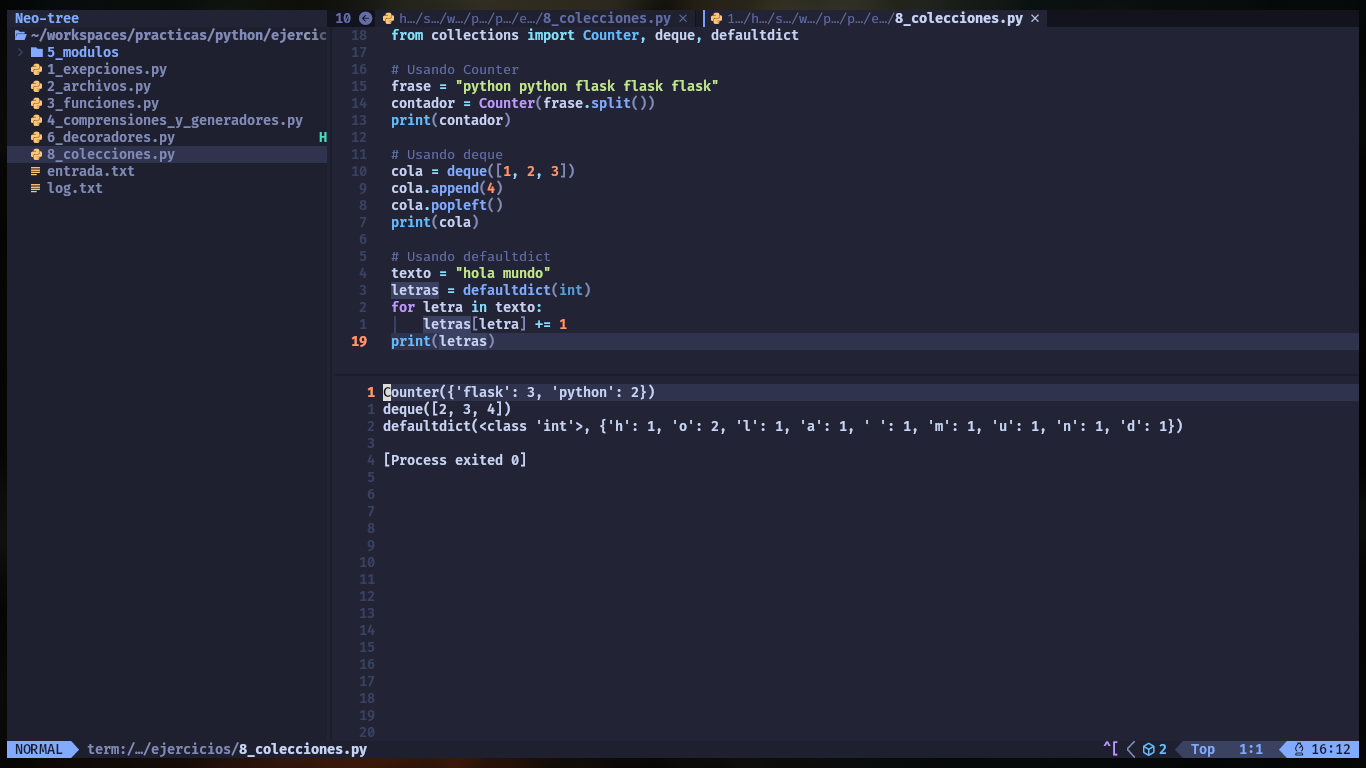 Neo-tree
~/workspaces/practicas/python/ejercic
5_modulos
1_exepciones.py
2_archivos.py
3_funciones.py
4_comprensiones_y_generadores.py
6_decoradores.py H
8_colecciones.py
entrada.txt
log.txt
10 h…/s…/w…/p…/p…/e…/8_colecciones.py ✕ 1…/h…/s…/w…/p…/p…/e…/8_colecciones.py ✕
18 from collections import Counter, deque, defaultdict
17
16 # Usando Counter
15 frase = "python python flask flask flask"
14 contador = Counter(frase.split())
13 print(contador)
12
11 # Usando deque
10 cola = deque([1, 2, 3])
9 cola.append(4)
8 cola.popleft()
7 print(cola)
6
5 # Usando defaultdict
4 texto = "hola mundo"
3 letras = defaultdict(int)
2 for letra in texto:
1     letras[letra] += 1
19 print(letras)
1 Counter({'flask': 3, 'python': 2})
1 deque([2, 3, 4])
2 defaultdict(<class 'int'>, {'h': 1, 'o': 2, 'l': 1, 'a': 1, ' ': 1, 'm': 1, 'u': 1, 'n': 1, 'd': 1})
3
4 [Process exited 0]
5
6
7
8
9
10
11
12
13
14
15
16
17
18
19
20
NORMAL term:/…/ejercicios/8_colecciones.py ^[ 2 Top 1:1 16:12